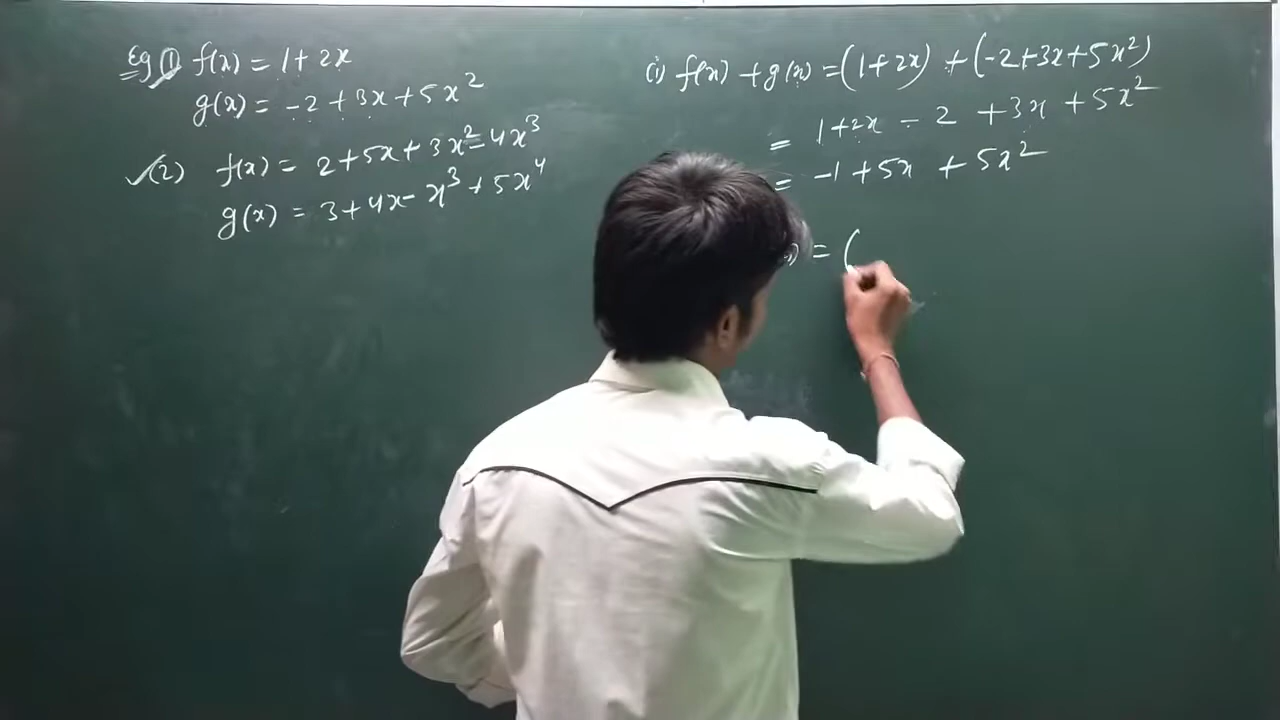 Eg (1) f(x) = 1 + 2x
g(x) = -2 + 3x + 5x²
(2) f(x) = 2 + 5x + 3x² - 4x³
g(x) = 3 + 4x - x³ + 5x⁴
(i) f(x) + g(x) = (1 + 2x) + (-2 + 3x + 5x²)
= 1 + 2x - 2 + 3x + 5x²
= -1 + 5x + 5x²
) = (